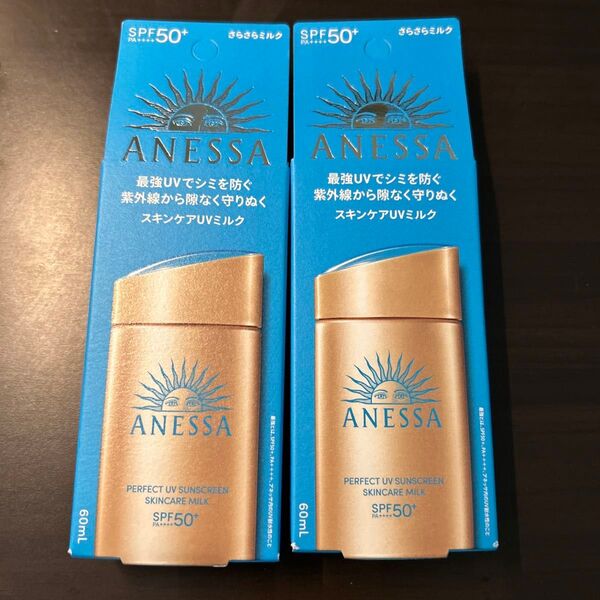 SPF50+
PA++++
さらさらミルク
ANESSA
最強UVでシミを防ぐ
紫外線から隙なく守りぬく
スキンケアUVミルク
ANESSA
PERFECT UV SUNSCREEN
SKINCARE MILK
SPF50+
PA++++
60mL
SPF50+
PA++++
さらさらミルク
ANESSA
最強UVでシミを防ぐ
紫外線から隙なく守りぬく
スキンケアUVミルク
ANESSA
PERFECT UV SUNSCREEN
SKINCARE MILK
SPF50+
PA++++
60mL